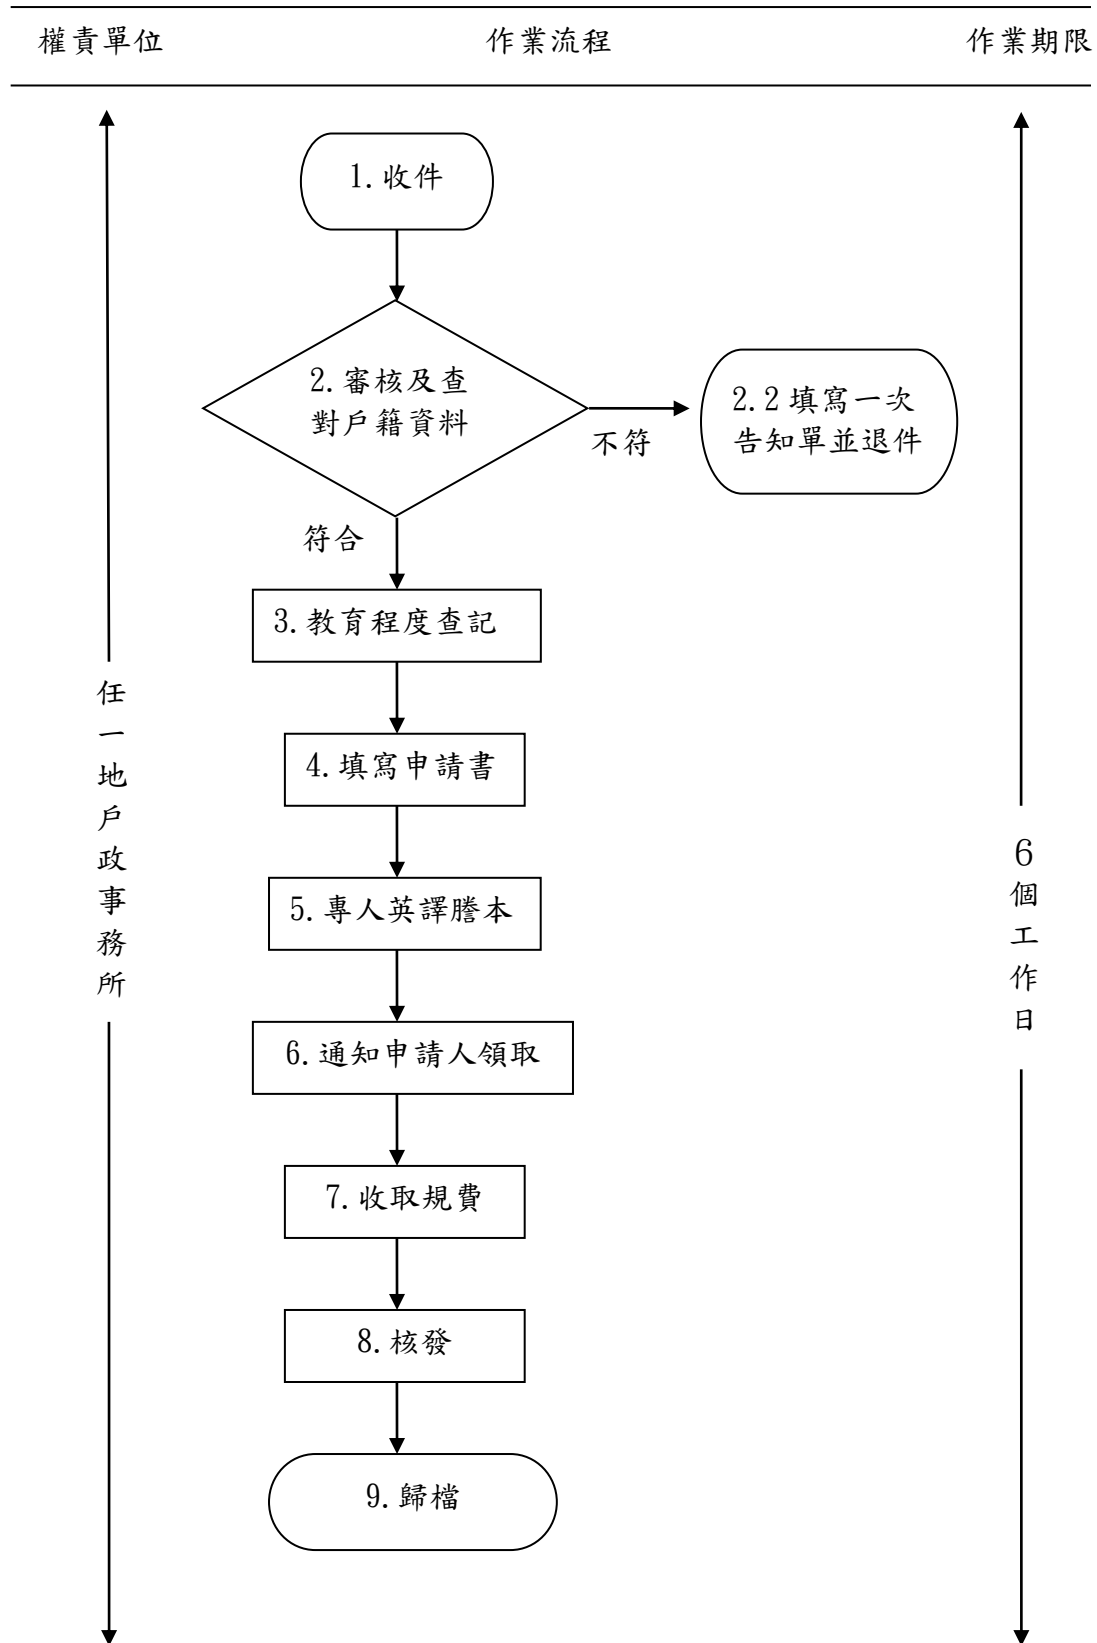 權責單位
作業流程
作業期限
1.收件
2.審核及查
對戶籍資料
不符
2.2填寫一次
告知單並退件
符合
3.教育程度查記
4.填寫申請書
5.專人英譯謄本
6.通知申請人領取
7.收取規費
8.核發
9.歸檔
任
一
地
戶
政
事
務
所
6
個
工
作
日